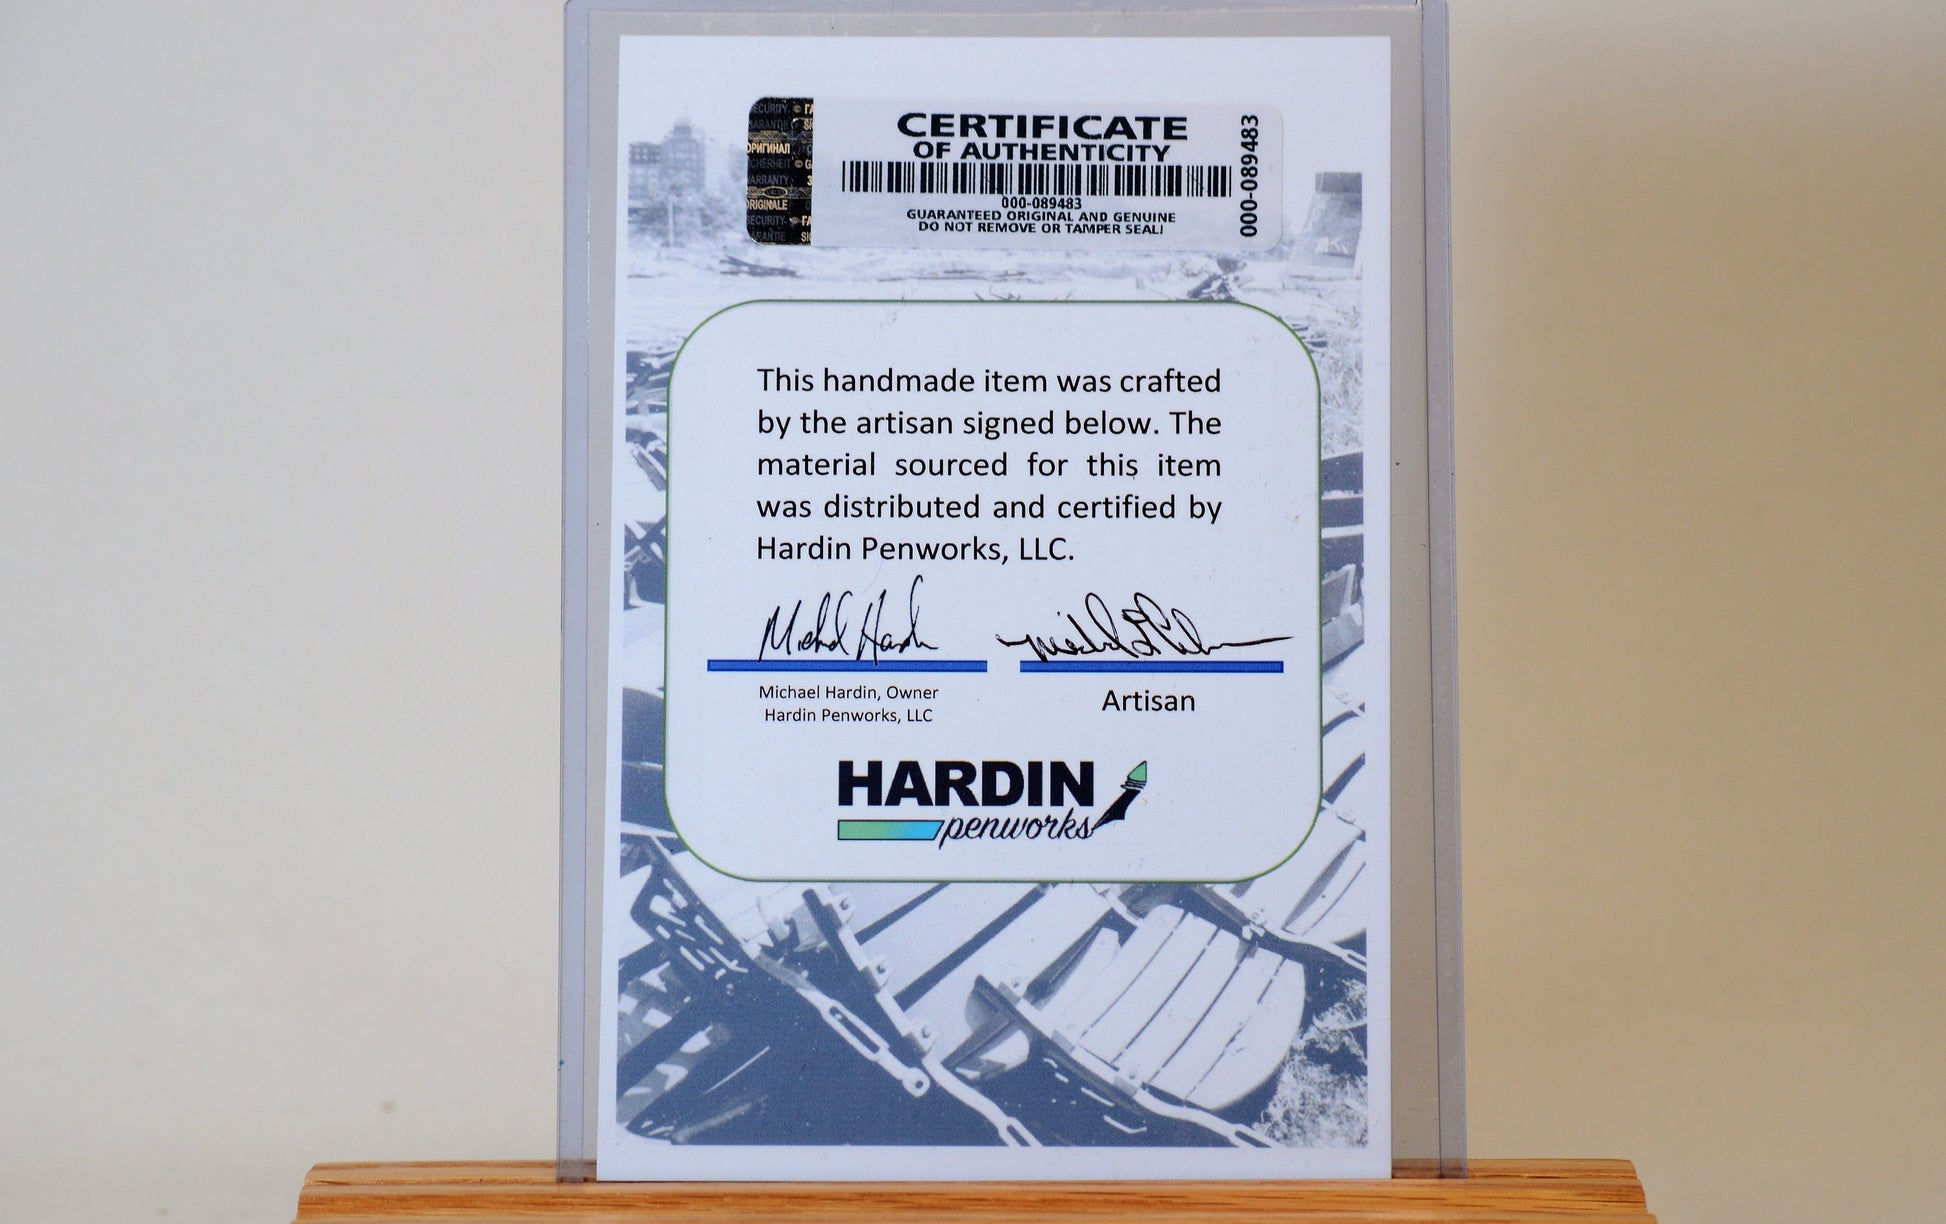 CERTIFICATE
OF AUTHENTICITY
000-089483
GUARANTEED ORIGINAL AND GENUINE
DO NOT REMOVE OR TAMPER SEAL!
000-089483
ОРИГИНАЛ
This handmade item was crafted
by the artisan signed below. The
material sourced for this item
was distributed and certified by
Hardin Penworks, LLC.
Michael Hardin, Owner
Hardin Penworks, LLC
Artisan
HARDIN
penworks